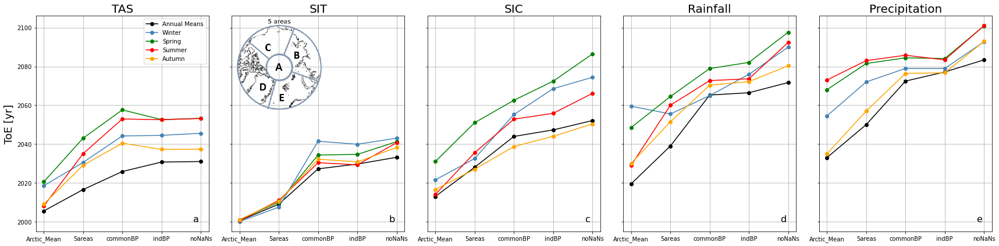 TAS
SIT
SIC
Rainfall
Precipitation
ToE [yr]
2100
2080
2060
2040
2020
2000
Annual Means
Winter
Spring
Summer
Autumn
a
Arctic_Mean 5areas commonBP indBP noNaNs
5 areas
C
B
A
D
E
b
Arctic_Mean 5areas commonBP indBP noNaNs
c
Arctic_Mean 5areas commonBP indBP noNaNs
d
Arctic_Mean 5areas commonBP indBP noNaNs
e
Arctic_Mean 5areas commonBP indBP noNaNs